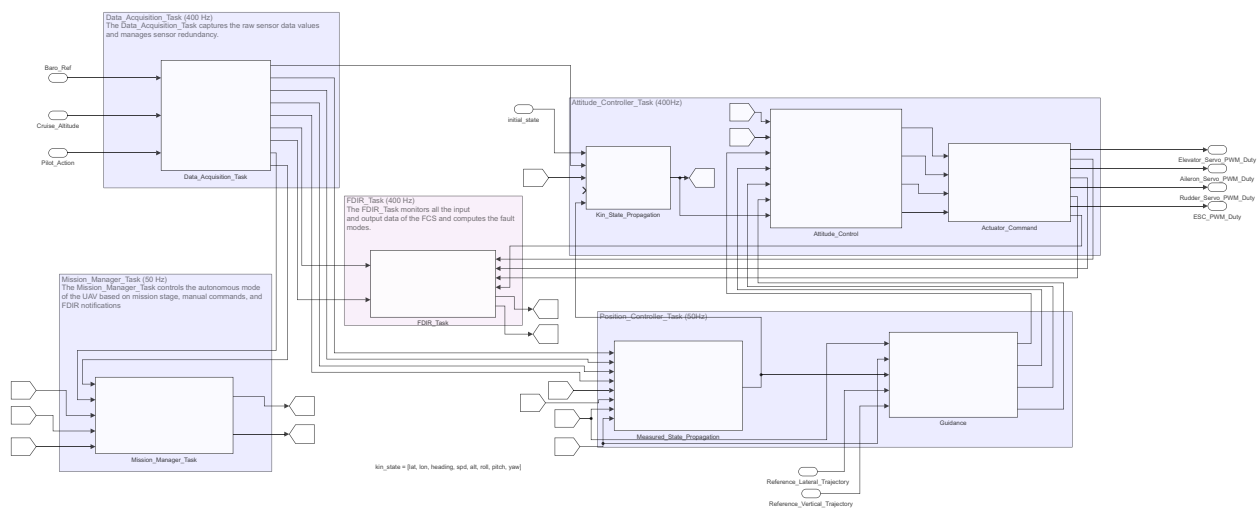 Data_Acquisition_Task (400 Hz)
The Data_Acquisition_Task captures the raw sensor data values
and manages sensor redundancy.
Baro_Ref
Cruise_Altitude
Pilot_Action
Data_Acquisition_Task
initial_state
Attitude_Controller_Task (400Hz)
Kin_State_Propagation
Attitude_Control
Actuator_Command
Elevator_Servo_PWM_Duty
Aileron_Servo_PWM_Duty
Rudder_Servo_PWM_Duty
ESC_PWM_Duty
FDIR_Task (400 Hz)
The FDIR_Task monitors all the input
and output data of the FCS and computes the fault
modes.
FDIR_Task
Mission_Manager_Task (50 Hz)
The Mission_Manager_Task controls the autonomous mode
of the UAV based on mission stage, manual commands, and
FDIR notifications
Mission_Manager_Task
Position_Controller_Task (50Hz)
Measured_State_Propagation
Guidance
kin_state = [lat, lon, heading, spd, alt, roll, pitch, yaw]
Reference_Lateral_Trajectory
Reference_Vertical_Trajectory